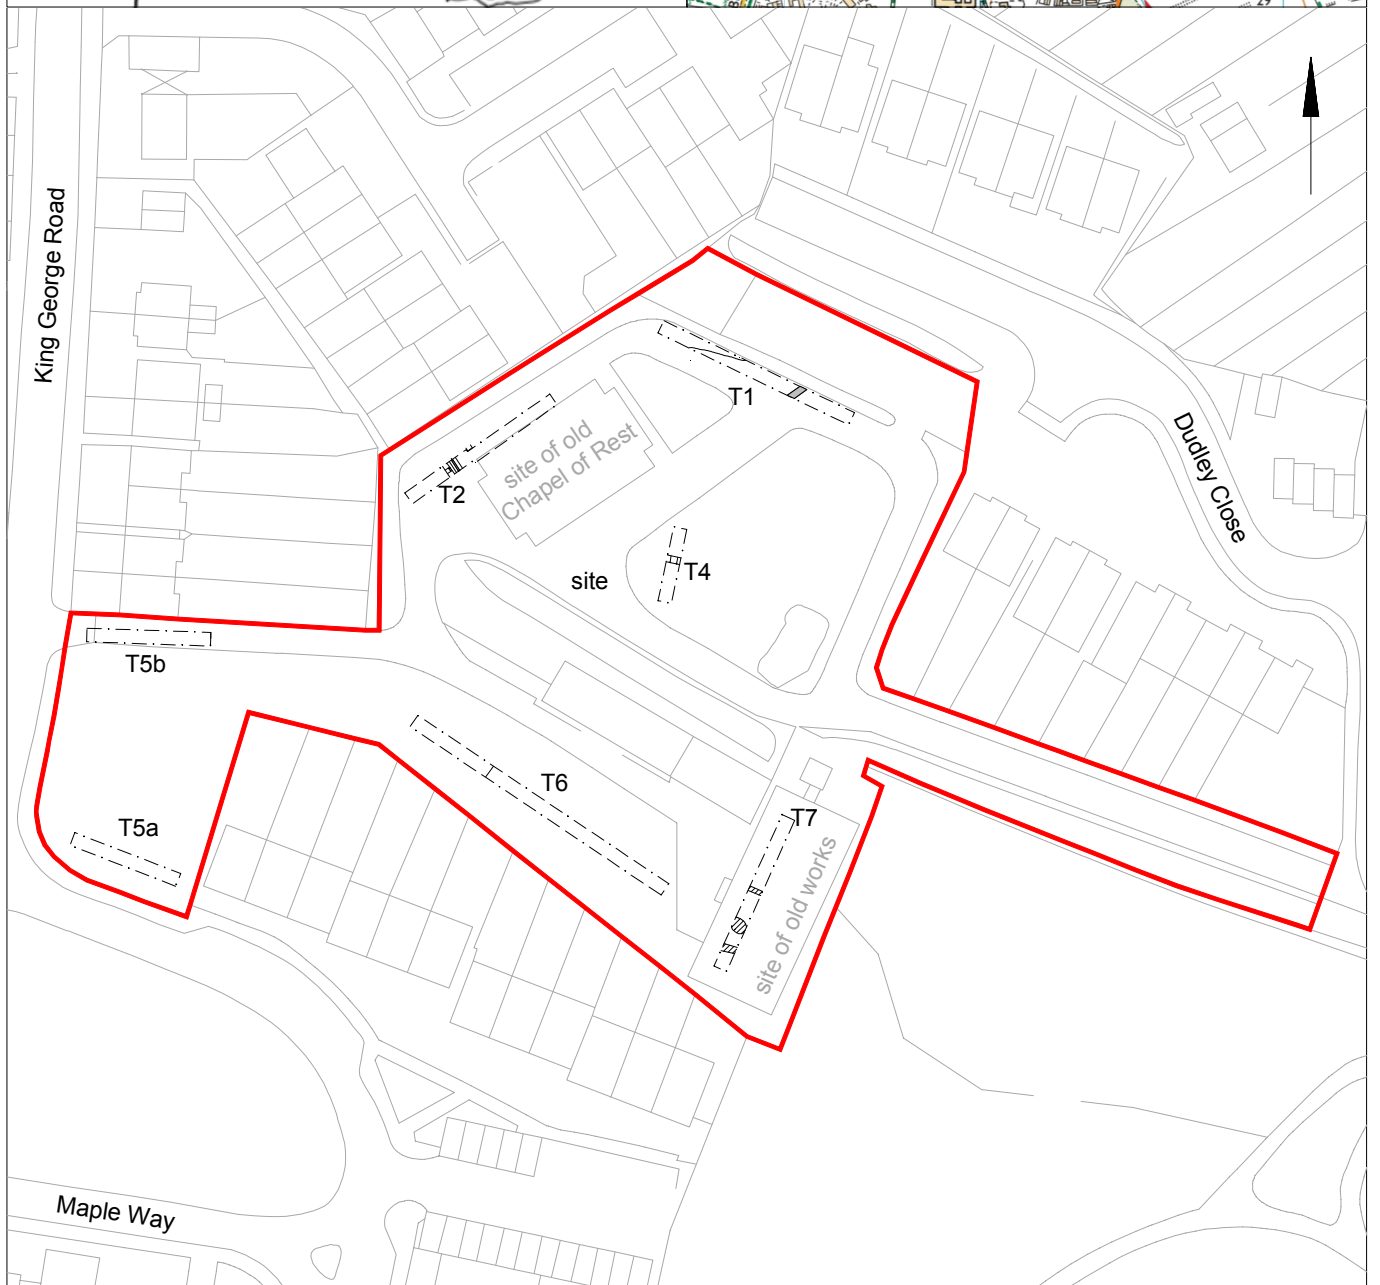 29
King George Road
T1
site of old
Chapel of Rest
T2
Dudley Close
T4
site
T5b
T6
T7
T5a
site of old works
Maple Way